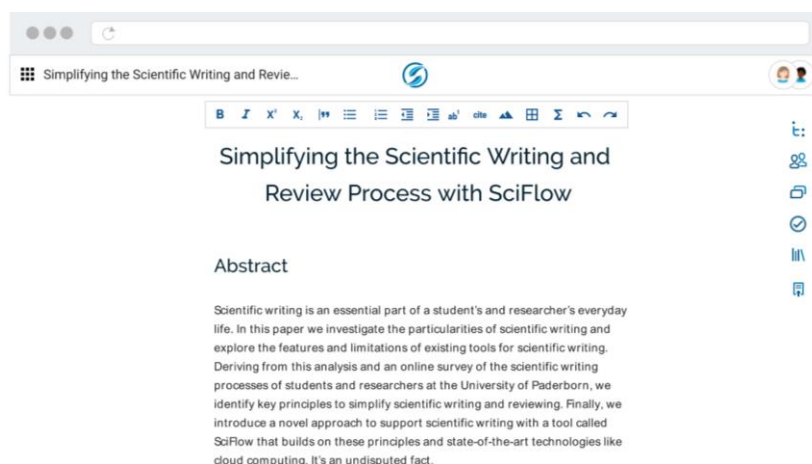 Simplifying the Scientific Writing and Revie...
B I X² X₂ ab¹ cite Σ
Simplifying the Scientific Writing and
Review Process with SciFlow
Abstract
Scientific writing is an essential part of a student's and researcher's everyday
life. In this paper we investigate the particularities of scientific writing and
explore the features and limitations of existing tools for scientific writing.
Deriving from this analysis and an online survey of the scientific writing
processes of students and researchers at the University of Paderborn, we
identify key principles to simplify scientific writing and reviewing. Finally, we
introduce a novel approach to support scientific writing with a tool called
SciFlow that builds on these principles and state-of-the-art technologies like
cloud computing. It's an undisputed fact.